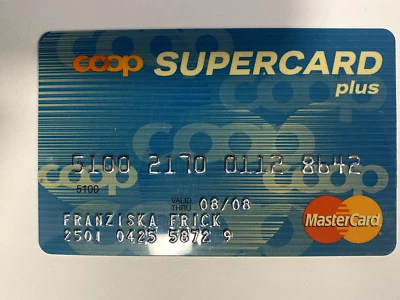 coop SUPERCARD
plus
5100 2170 0112 8642
5100
VALID THRU 08/08
FRANZISKA FRICK
2501 0425 5872 9
MasterCard